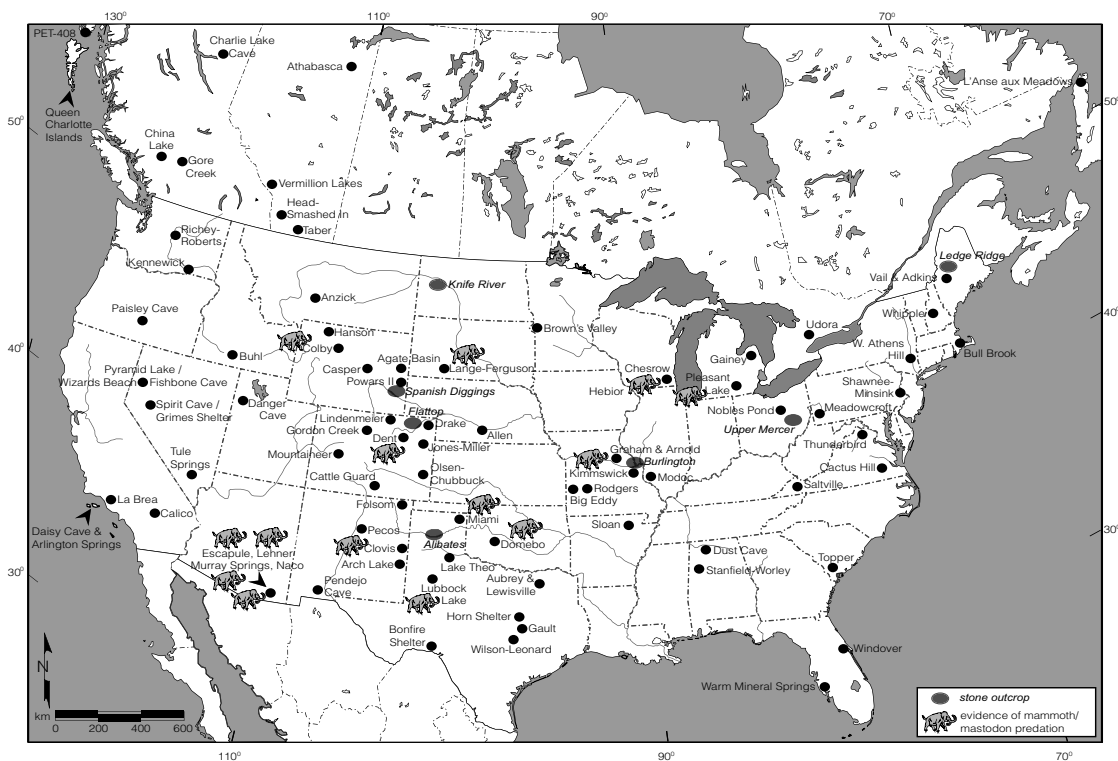 130°
110°
90°
70°
PET-408
Charlie Lake
Cave
Athabasca
L'Anse aux Meadows
50°
50°
Queen
Charlotte
Islands
China
Lake
Gore
Creek
Vermillion Lakes
Head-
Smashed In
Taber
Richey-
Roberts
Kennewick
Ledge Ridge
Vail & Adkins
Knife River
Anzick
Paisley Cave
Whipple
40°
Hanson
Colby
Brown's Valley
Udora
W. Athens
Hill
Bull Brook
40°
Buhl
Agate Basin
Casper
Lange-Ferguson
Gainey
Pyramid Lake /
Wizards Beach
Fishbone Cave
Powars II
Spanish Diggings
Chesrow
Hebior
Pleasant
Lake
Shawnee-
Minsink
Spirit Cave /
Grimes Shelter
Danger
Cave
Flattop
Lindenmeier
Drake
Gordon Creek
Allen
Nobles Pond
Meadowcroft
Upper Mercer
Dent
Jones-Miller
Thunderbird
Mountaineer
Graham & Arnold
Burlington
Tule
Springs
Olsen-
Chubbuck
Cattle Guard
Kimmswick
Modoc
Cactus Hill
Rodgers
Big Eddy
Saltville
La Brea
Calico
Folsom
Miami
Sloan
Daisy Cave &
Arlington Springs
Pecos
30°
Alibates
Domebo
Escapule, Lehner
Murray Springs, Naco
Clovis
Dust Cave
Arch Lake
Lake Theo
Topper
Stanfield-Worley
30°
Pendejo
Cave
Lubbock
Lake
Aubrey &
Lewisville
Horn Shelter
Gault
Bonfire
Shelter
Wilson-Leonard
Windover
N
Warm Mineral Springs
km
0 200 400 600
stone outcrop
evidence of mammoth/
mastodon predation
110°
90°
70°